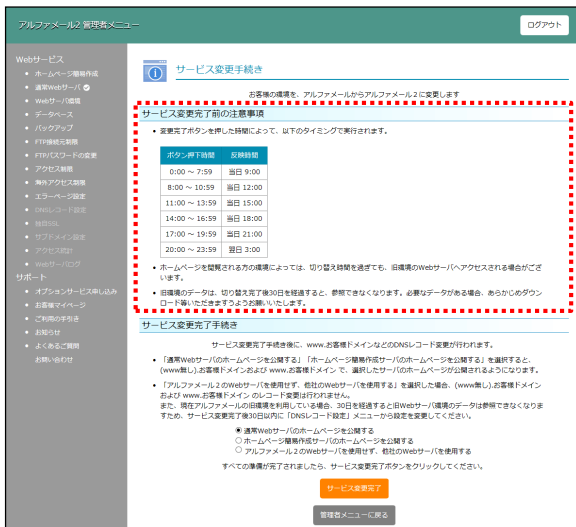 アルファメール2 管理者メニュー
ログアウト
Webサービス
ホームページ簡易作成
通常Webサーバ
Webサーバ環境
データベース
バックアップ
FTP接続元制限
FTPパスワードの変更
アクセス制限
海外アクセス制限
エラーページ設定
DNSレコード設定
独自SSL
サブドメイン設定
アクセス統計
Webサーバログ
サポート
オプションサービス申し込み
お客様マイページ
ご利用の手引き
お知らせ
よくあるご質問
お問い合わせ
サービス変更手続き
お客様の環境を、アルファメールからアルファメール2に変更します
サービス変更完了前の注意事項
変更完了ボタンを押した時間によって、以下のタイミングで実行されます。
ボタン押下時間 反映時間
0:00 ～ 7:59 当日 9:00
8:00 ～ 10:59 当日 12:00
11:00 ～ 13:59 当日 15:00
14:00 ～ 16:59 当日 18:00
17:00 ～ 19:59 当日 21:00
20:00 ～ 23:59 翌日 3:00
ホームページを閲覧される方の環境によっては、切り替え時間を過ぎても、旧環境のWebサーバへアクセスされる場合がござ
います。
旧環境のデータは、切り替え完了後30日を経過すると、参照できなくなります。必要なデータがある場合、あらかじめダウン
ロード等いただきますようお願いいたします。
サービス変更完了手続き
サービス変更完了手続き後に、www.お客様ドメインなどのDNSレコード変更が行われます。
「通常Webサーバのホームページを公開する」「ホームページ簡易作成サーバのホームページを公開する」を選択すると、
(www無し).お客様ドメインおよび www.お客様ドメイン で、選択したサーバのホームページが公開されるようになります。
「アルファメール2のWebサーバを使用せず、他社のWebサーバを使用する」を選択した場合、(www無し).お客様ドメイン
および www.お客様ドメイン のレコード変更は行われません。
また、現在アルファメールの旧環境を利用している場合、30日を経過すると旧Webサーバ環境のデータは参照できなくなりま
すため、サービス変更完了後30日以内に「DNSレコード設定」メニューから設定を変更してください。
通常Webサーバのホームページを公開する
ホームページ簡易作成サーバのホームページを公開する
アルファメール2のWebサーバを使用せず、他社のWebサーバを使用する
すべての準備が完了されましたら、サービス変更完了ボタンをクリックしてください。
サービス変更完了
管理者メニューに戻る